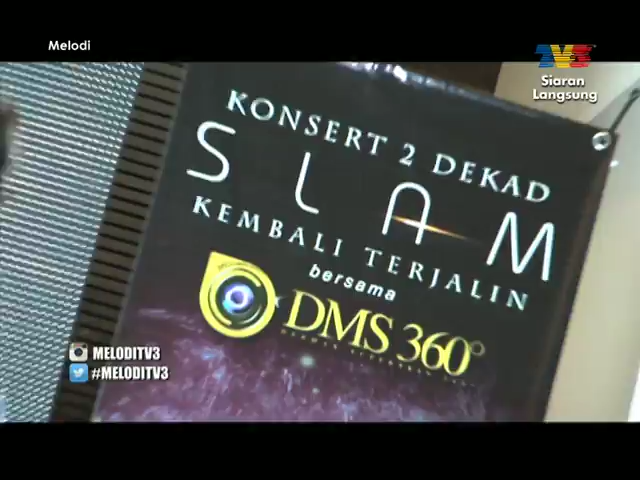 Melodi
TV3
Siaran
Langsung
KONSERT 2 DEKAD
SLAM
KEMBALI TERJALIN
bersama
DMS 360°
MELODITV3
#MELODITV3